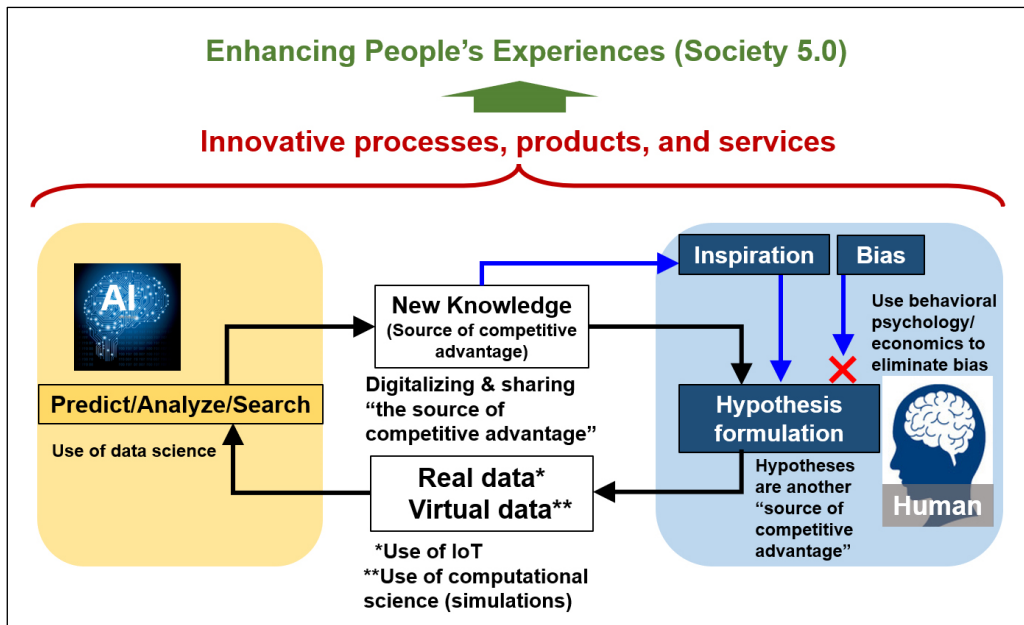 Enhancing People’s Experiences (Society 5.0)
Innovative processes, products, and services
AI
Predict/Analyze/Search
Use of data science
New Knowledge
(Source of competitive
advantage)
Digitalizing & sharing
“the source of
competitive advantage”
Real data*
Virtual data**
*Use of IoT
**Use of computational
science (simulations)
Inspiration
Bias
Use behavioral
psychology/
economics to
eliminate bias
Hypothesis
formulation
Hypotheses
are another
“source of
competitive
advantage”
Human